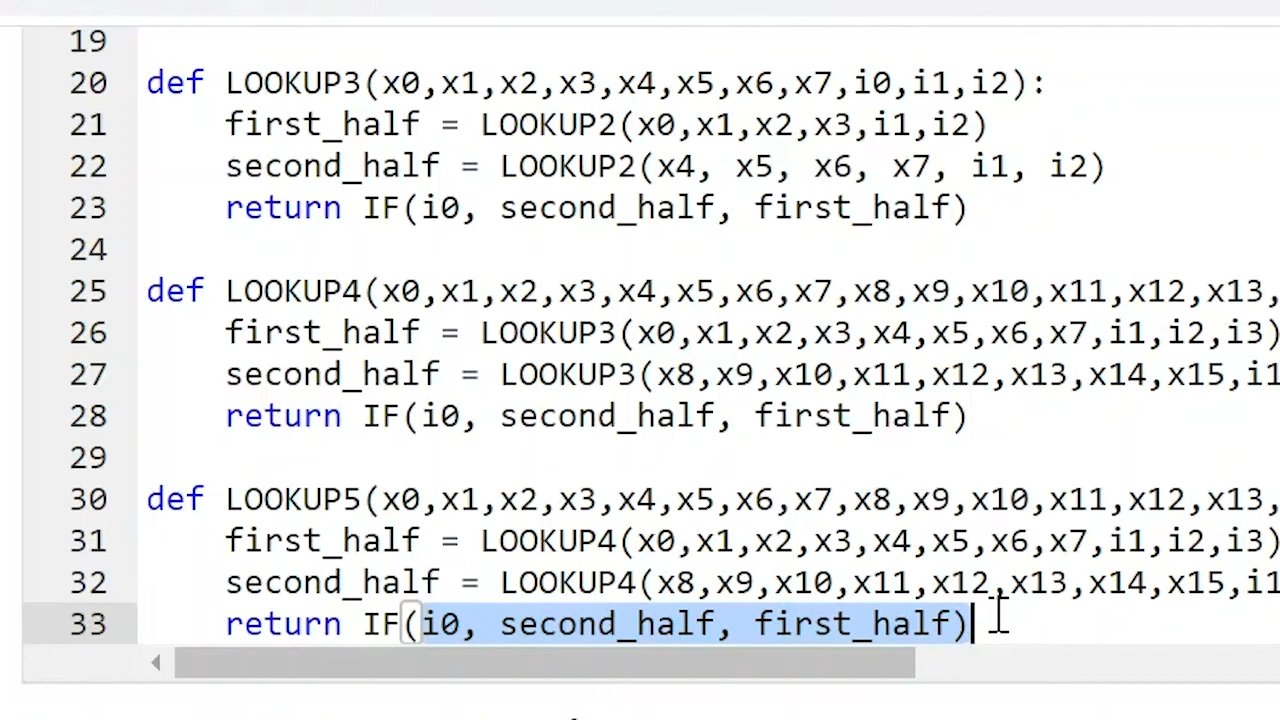 19
20 def LOOKUP3(x0,x1,x2,x3,x4,x5,x6,x7,i0,i1,i2):
21 first_half = LOOKUP2(x0,x1,x2,x3,i1,i2)
22 second_half = LOOKUP2(x4, x5, x6, x7, i1, i2)
23 return IF(i0, second_half, first_half)
24
25 def LOOKUP4(x0,x1,x2,x3,x4,x5,x6,x7,x8,x9,x10,x11,x12,x13,
26 first_half = LOOKUP3(x0,x1,x2,x3,x4,x5,x6,x7,i1,i2,i3)
27 second_half = LOOKUP3(x8,x9,x10,x11,x12,x13,x14,x15,i1
28 return IF(i0, second_half, first_half)
29
30 def LOOKUP5(x0,x1,x2,x3,x4,x5,x6,x7,x8,x9,x10,x11,x12,x13,
31 first_half = LOOKUP4(x0,x1,x2,x3,x4,x5,x6,x7,i1,i2,i3)
32 second_half = LOOKUP4(x8,x9,x10,x11,x12,x13,x14,x15,i1
33 return IF(i0, second_half, first_half)